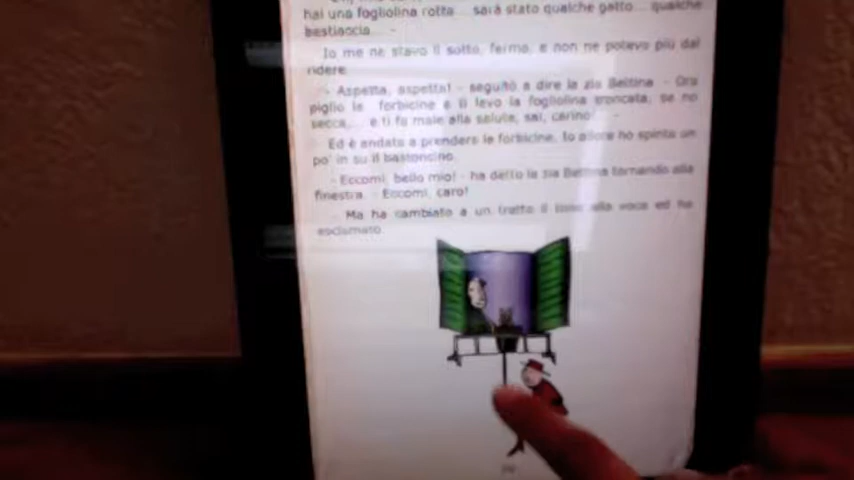 hai una fogliolina rotta... sarà stato qualche gatto... qualche
bestiaccia... -
Io me ne stavo lì sotto, fermo, e non ne potevo più dal
ridere.
- Aspetta, aspetta! - seguitò a dire la zia Bettina. - Ora
piglio le forbicine e ti levo la fogliolina troncata, se no
secca... e ti fa male alla salute, sai, carino! -
Ed è andata a prendere le forbicine. Io allora ho spinto un
po' in su il bastoncino.
- Eccomi, bello mio! - ha detto la zia Bettina tornando alla
finestra. - Eccomi, caro!
Ma ha cambiato a un tratto il tono alla voce ed ha
esclamato: